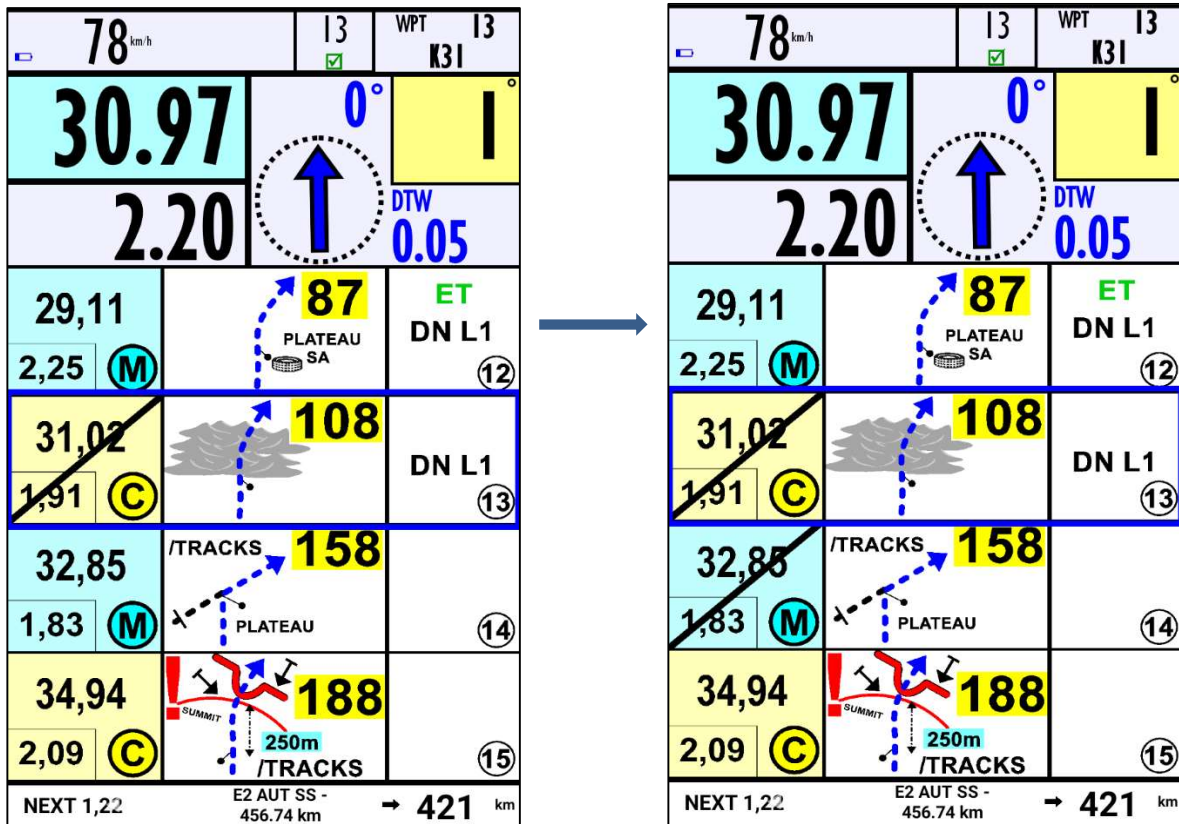 78 km/h
13
WPT 13
K31
30.97
0°
1°
2.20
DTW
0.05
29,11
87
ET
PLATEAU
SA
DN L1
2,25 M
12
31,02
108
DN L1
1,91 C
13
/TRACKS
158
32,85
1,83 M
PLATEAU
14
34,94
188
SUMMIT
2,09 C
250m
/TRACKS
15
NEXT 1,22
E2 AUT SS -
456.74 km
→ 421 km
78 km/h
13
WPT 13
K31
30.97
0°
1°
2.20
DTW
0.05
29,11
87
ET
PLATEAU
SA
DN L1
2,25 M
12
31,02
108
DN L1
1,91 C
13
/TRACKS
158
32,85
1,83 M
PLATEAU
14
34,94
188
SUMMIT
2,09 C
250m
/TRACKS
15
NEXT 1,22
E2 AUT SS -
456.74 km
→ 421 km